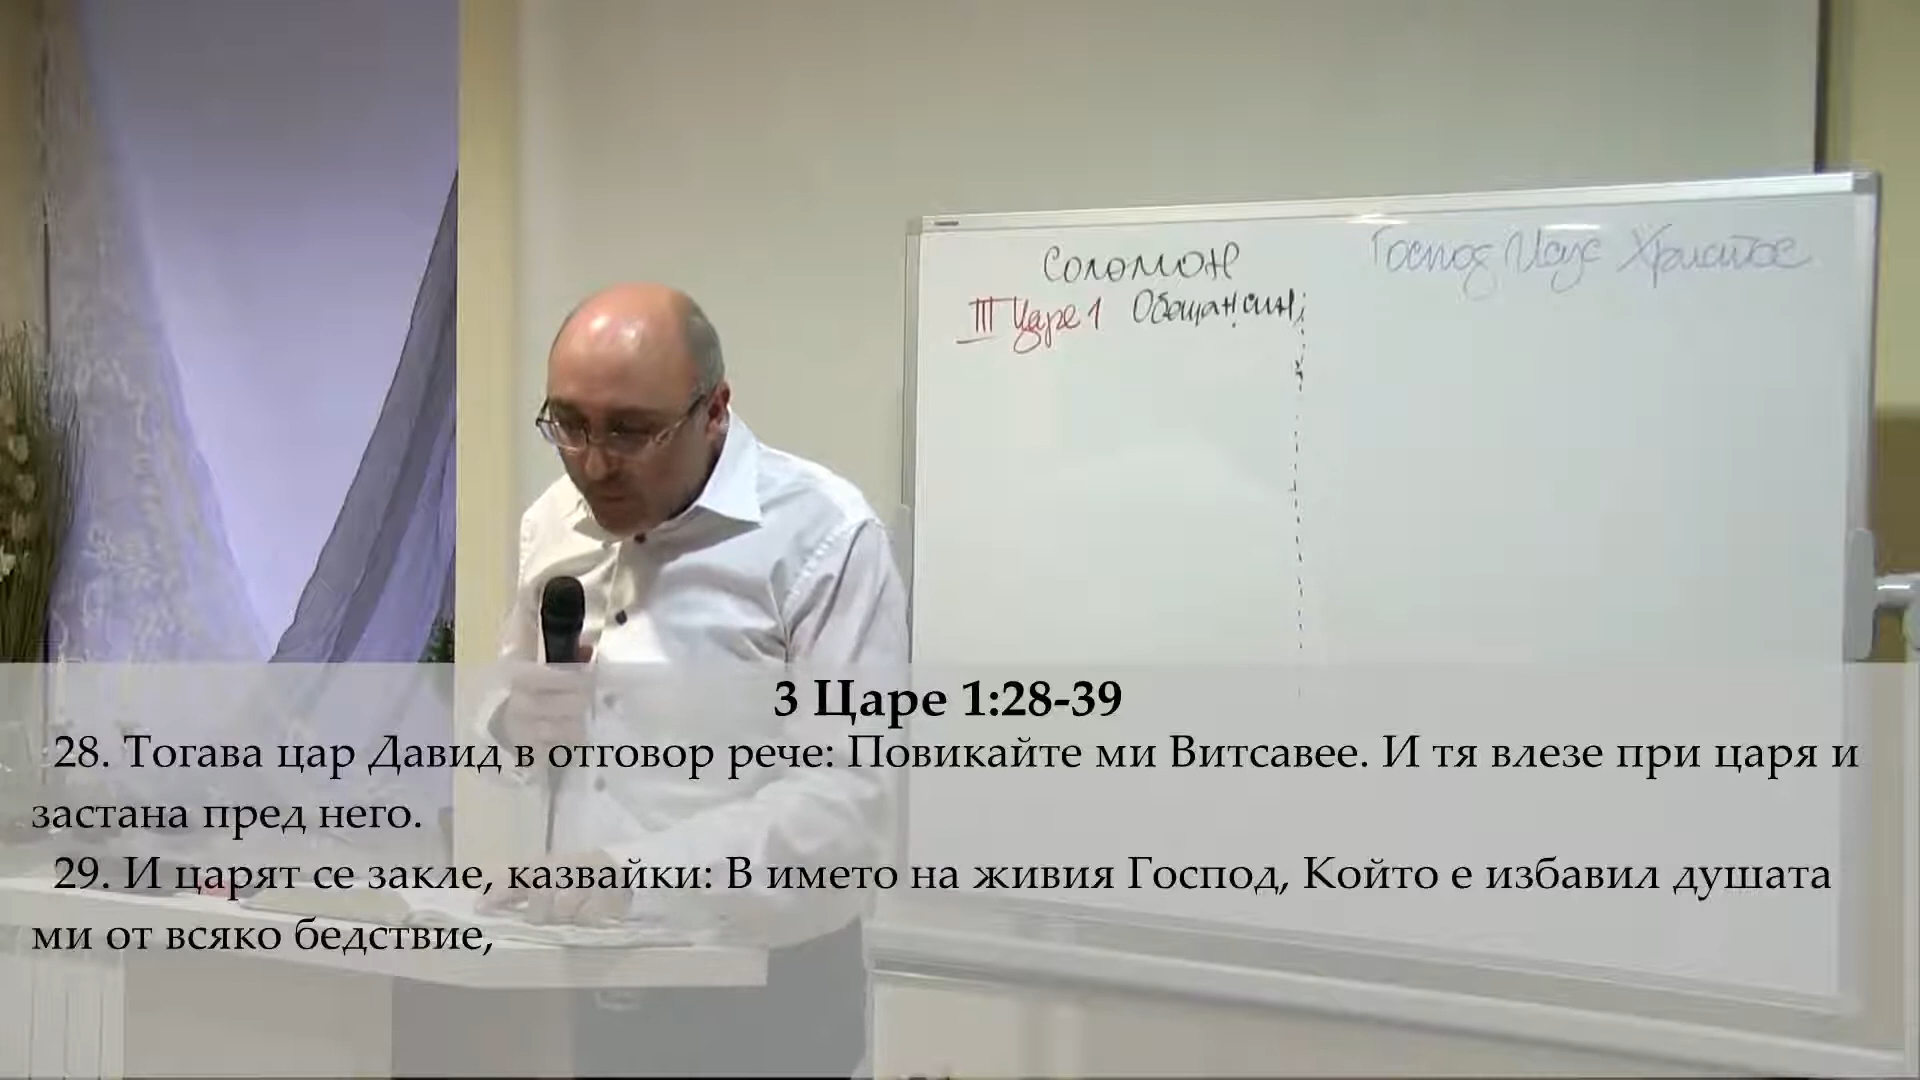 Соломон
Господ Исус Христос
III Царе 1 Обещан син
3 Царе 1:28-39
28. Тогава цар Давид в отговор рече: Повикайте ми Витсавее. И тя влезе при царя и
застана пред него.
29. И царят се закле, казвайки: В името на живия Господ, Който е избавил душата
ми от всяко бедствие,